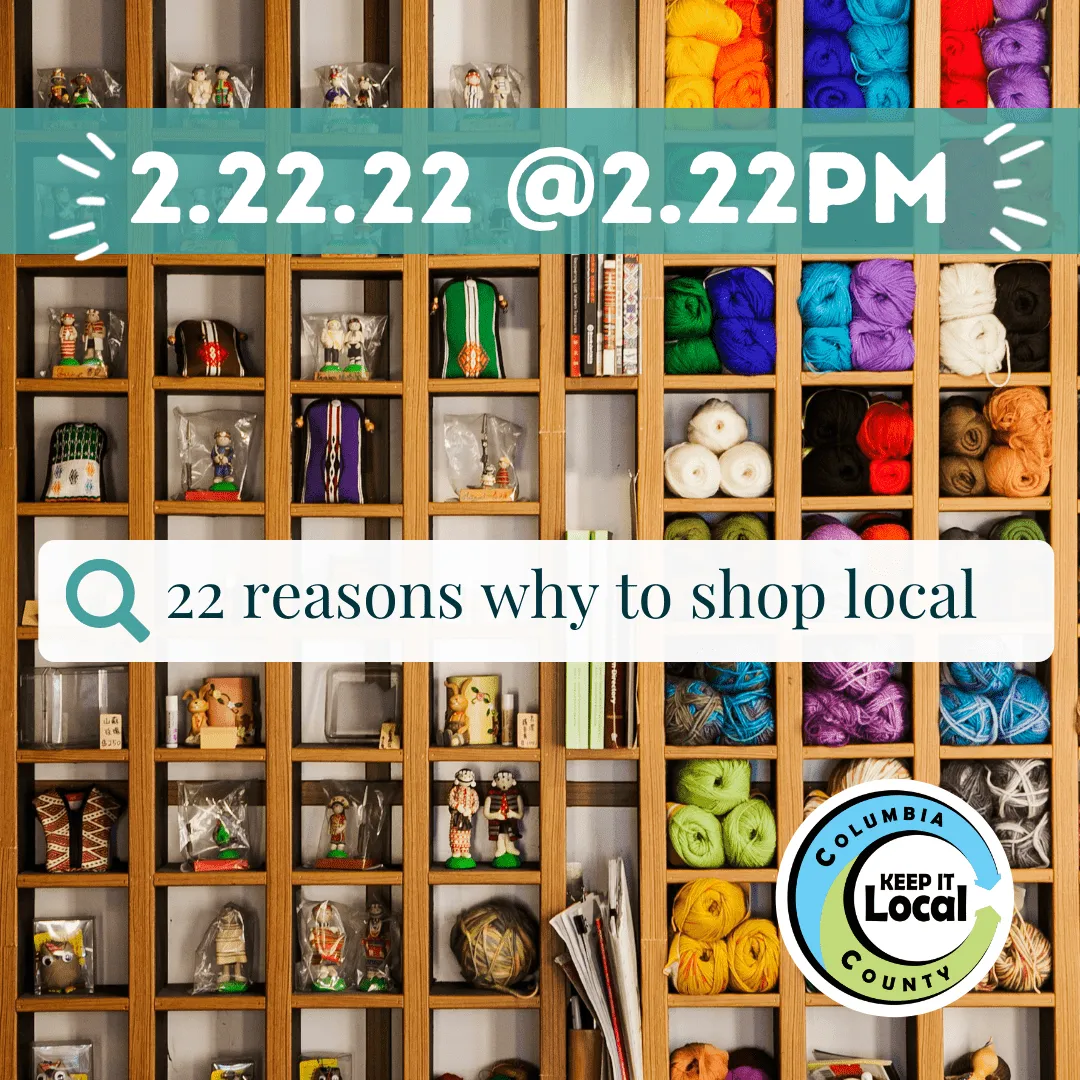 2.22.22 @2.22PM
22 reasons why to shop local
COLUMBIA
KEEP IT
Local
COUNTY